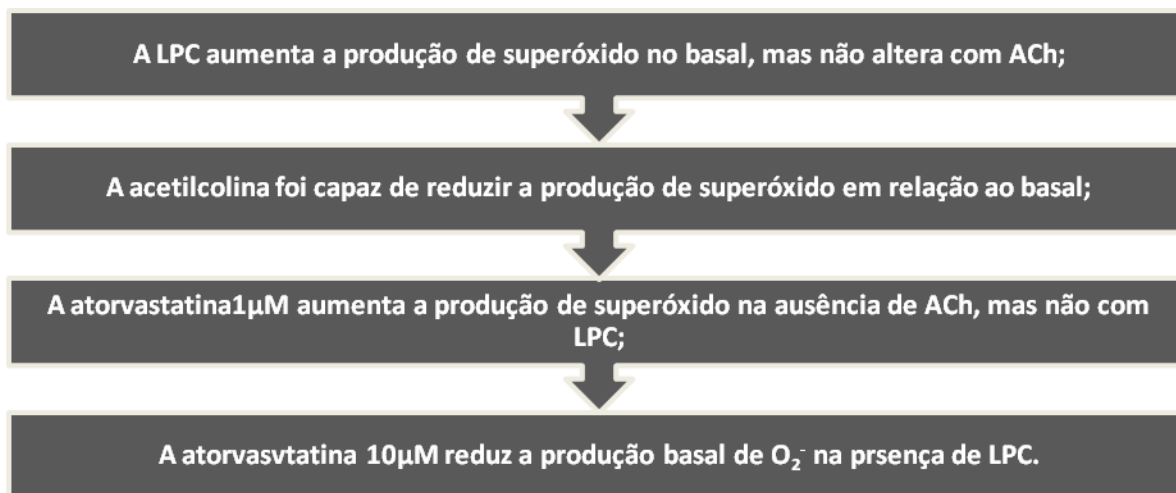 A LPC aumenta a produção de superóxido no basal, mas não altera com ACh;
A acetilcolina foi capaz de reduzir a produção de superóxido em relação ao basal;
A atorvastatina1µM aumenta a produção de superóxido na ausência de ACh, mas não com
LPC;
A atorvasvtatina 10µM reduz a produção basal de O₂⁻ na prsença de LPC.